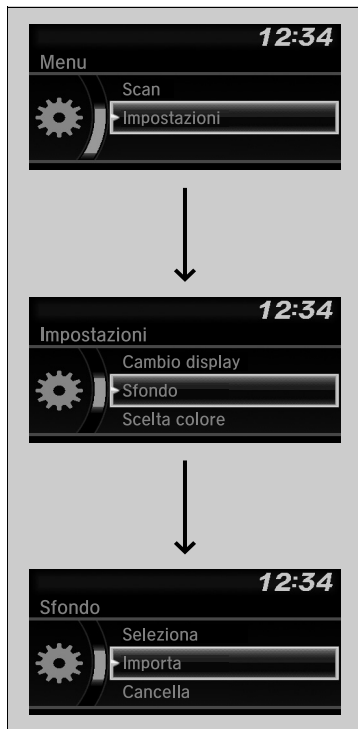 12:34
Menu
Scan
Impostazioni
12:34
Impostazioni
Cambio display
Sfondo
Scelta colore
12:34
Sfondo
Seleziona
Importa
Cancella